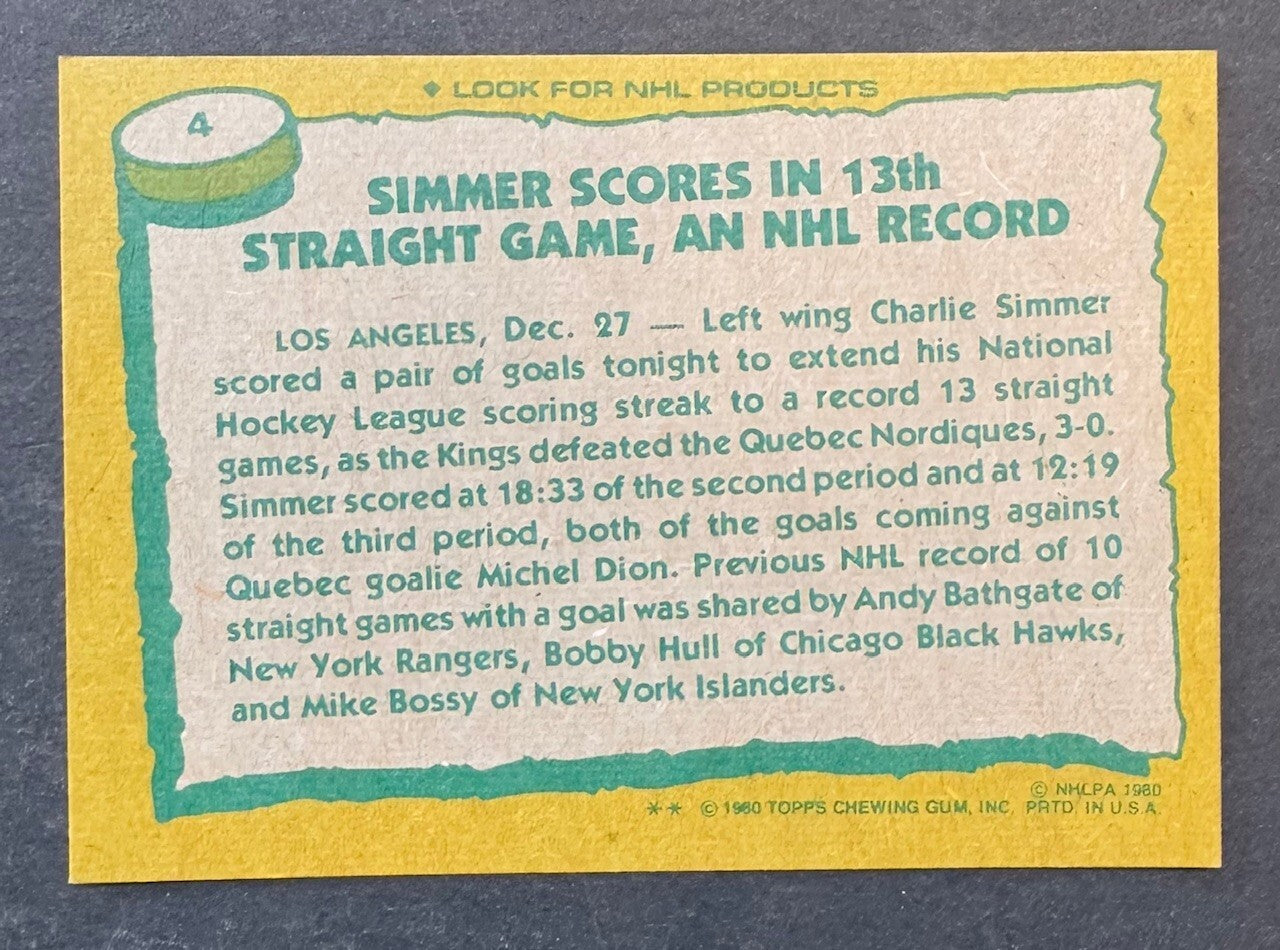 ◆ LOOK FOR NHL PRODUCTS
4
SIMMER SCORES IN 13th
STRAIGHT GAME, AN NHL RECORD
LOS ANGELES, Dec. 27 — Left wing Charlie Simmer
scored a pair of goals tonight to extend his National
Hockey League scoring streak to a record 13 straight
games, as the Kings defeated the Quebec Nordiques, 3-0.
Simmer scored at 18:33 of the second period and at 12:19
of the third period, both of the goals coming against
Quebec goalie Michel Dion. Previous NHL record of 10
straight games with a goal was shared by Andy Bathgate of
New York Rangers, Bobby Hull of Chicago Black Hawks,
and Mike Bossy of New York Islanders.
© NHLPA 1980
** © 1980 TOPPS CHEWING GUM, INC. PRTD. IN U.S.A.